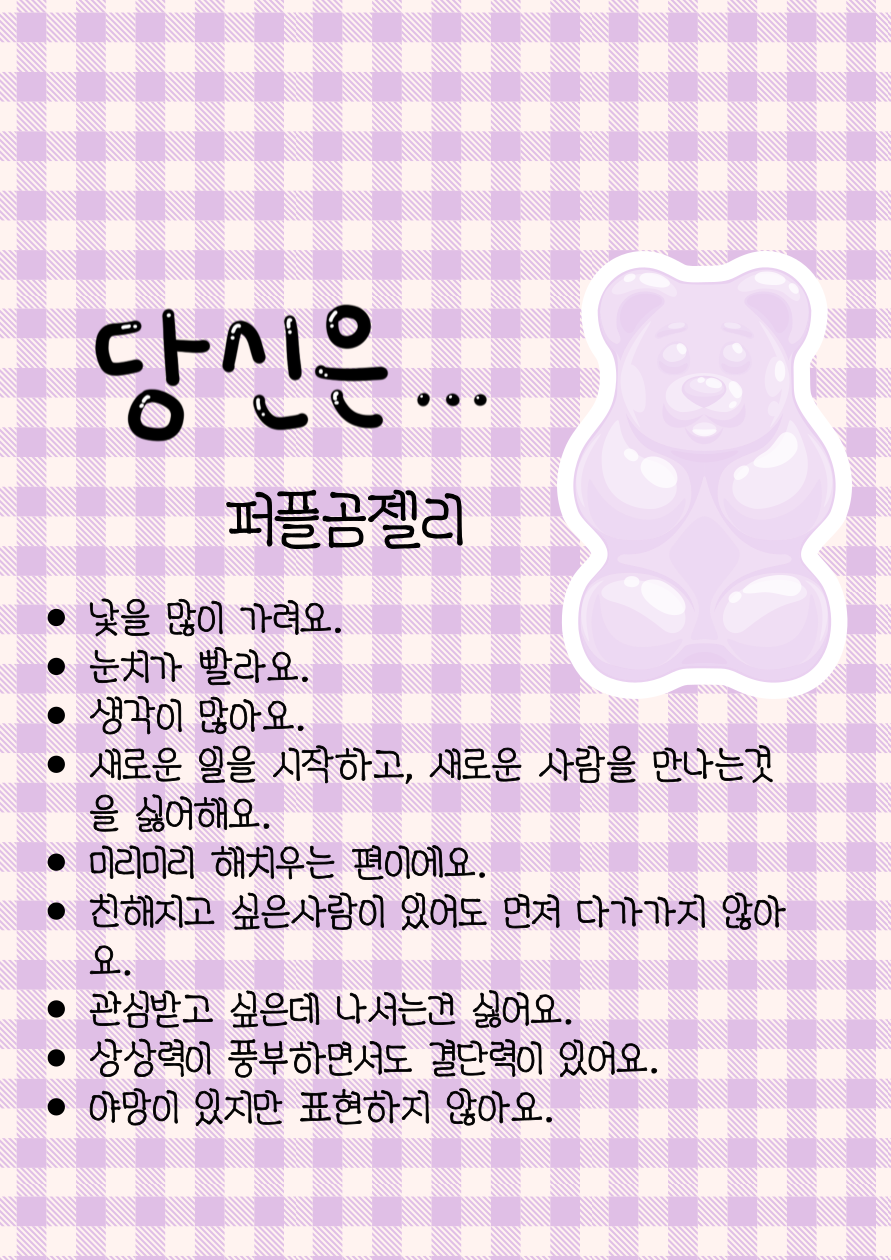 당신은...
퍼플곰젤리
● 낯을 많이 가려요.
● 눈치가 빨라요.
● 생각이 많아요.
● 새로운 일을 시작하고, 새로운 사람을 만나는것
을 싫어해요.
● 미리미리 해치우는 편이에요.
● 친해지고 싶은사람이 있어도 먼저 다가가지 않아
요.
● 관심받고 싶은데 나서는건 싫어요.
● 상상력이 풍부하면서도 결단력이 있어요.
● 야망이 있지만 표현하지 않아요.